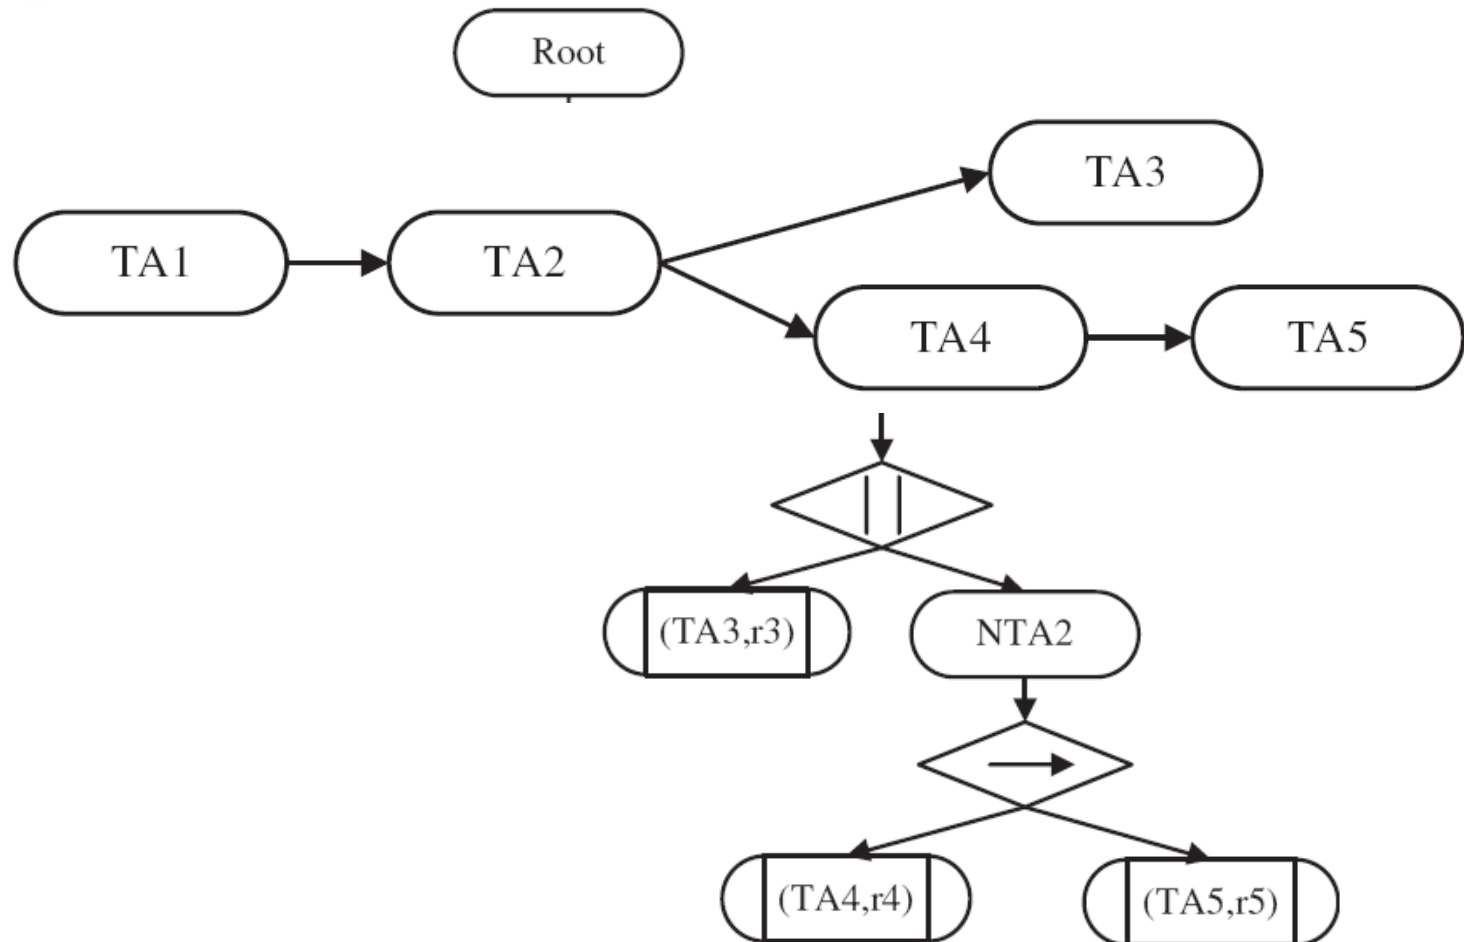 Root
TA3
TA1
TA2
TA4
TA5
(TA3,r3)
NTA2
(TA4,r4)
(TA5,r5)